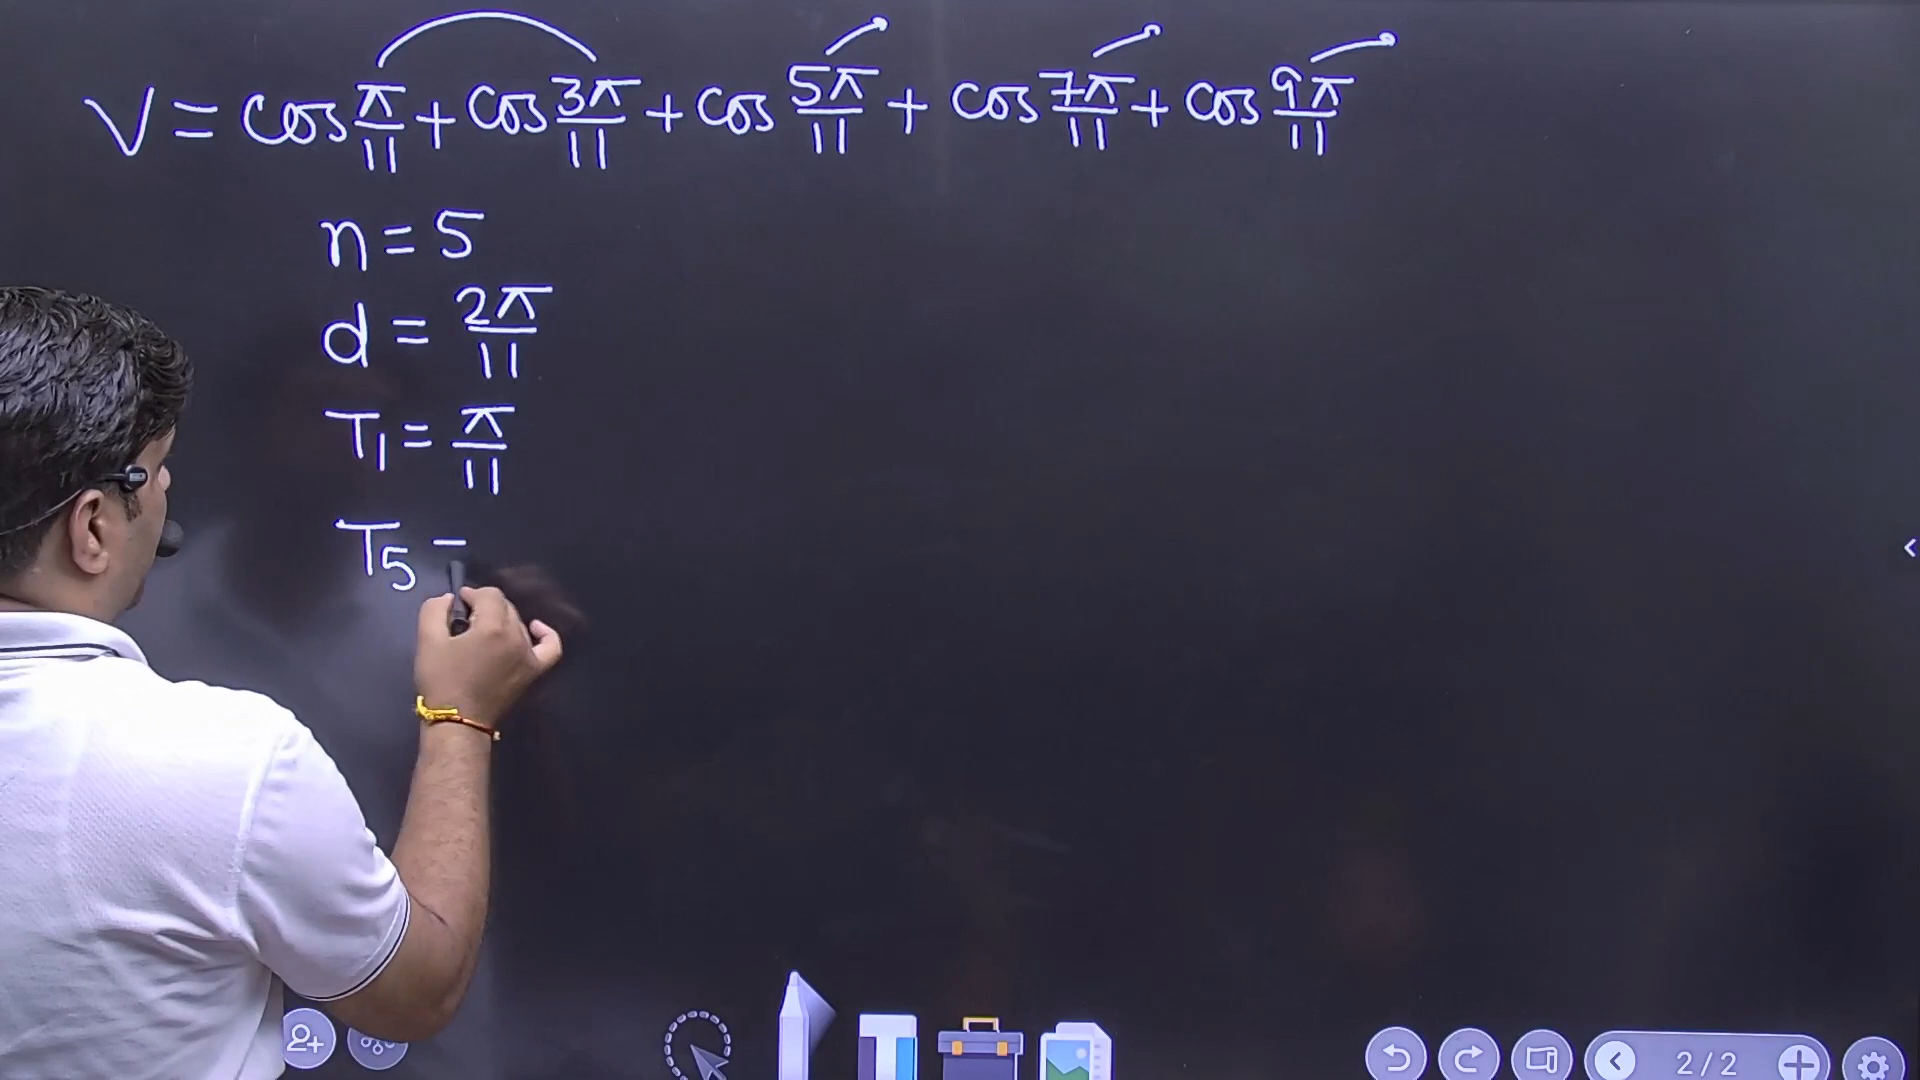 V = cos π/11 + cos 3π/11 + cos 5π/11 + cos 7π/11 + cos 9π/11
n = 5
d = 2π/11
T1 = π/11
T5 -
2/2